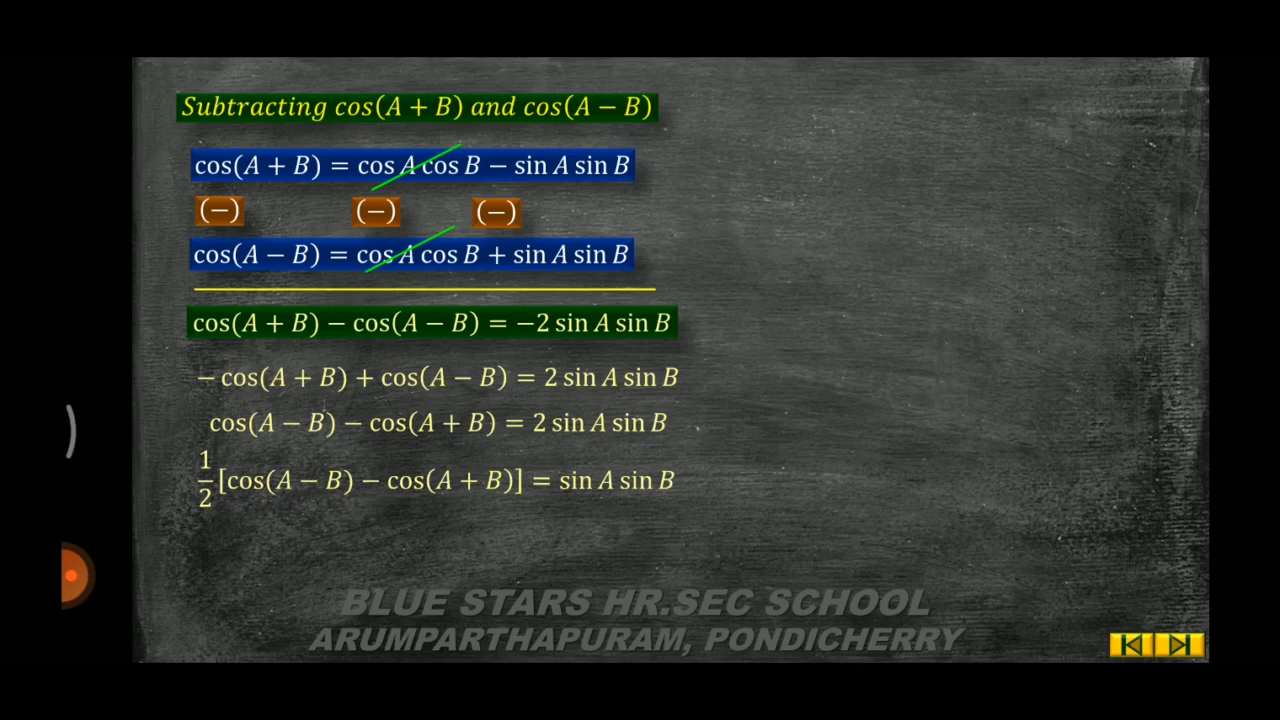 Subtracting cos(A + B) and cos(A − B)
cos(A + B) = cos A cos B − sin A sin B
(−) (−) (−)
cos(A − B) = cos A cos B + sin A sin B
cos(A + B) − cos(A − B) = −2 sin A sin B
− cos(A + B) + cos(A − B) = 2 sin A sin B
cos(A − B) − cos(A + B) = 2 sin A sin B
1/2 [cos(A − B) − cos(A + B)] = sin A sin B
BLUE STARS HR.SEC SCHOOL
ARUMPARTHAPURAM, PONDICHERRY